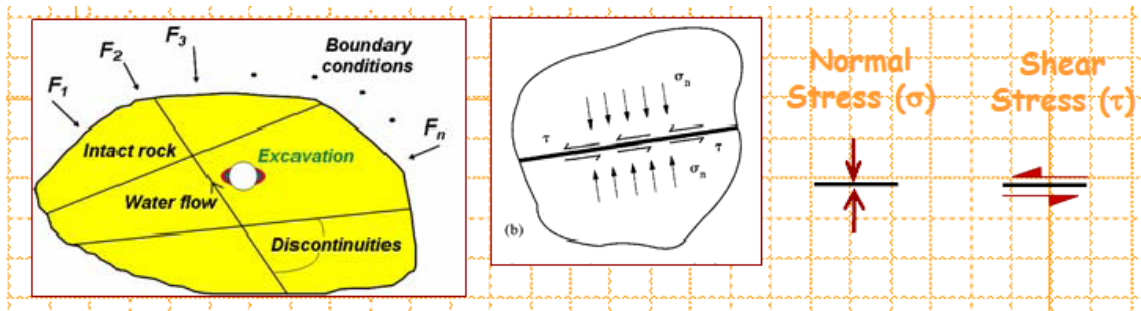 F1
F2
F3
Boundary
conditions
Fn
Intact rock
Excavation
Water flow
Discontinuities
σn
τ
τ
σn
(b)
Normal
Stress (σ)
Shear
Stress (τ)